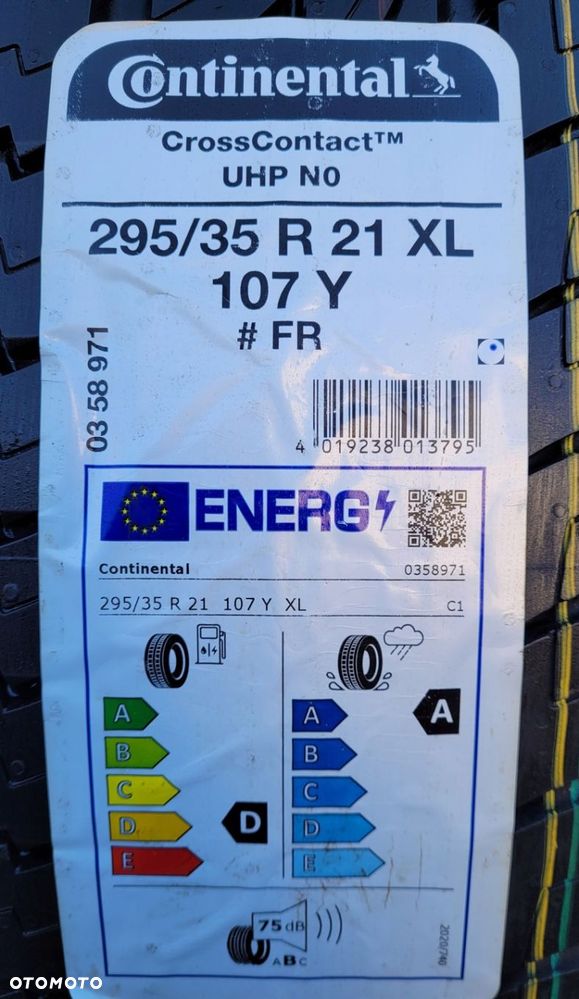 Continental
CrossContact™
UHP N0
295/35 R 21 XL
107 Y
# FR
03 58 971
4 019238 013795
ENERG
Continental 0358971
295/35 R 21 107 Y XL C1
A A A
B B
C C
D D D
E E
75 dB
ABC
2020/740
OTOMOTO